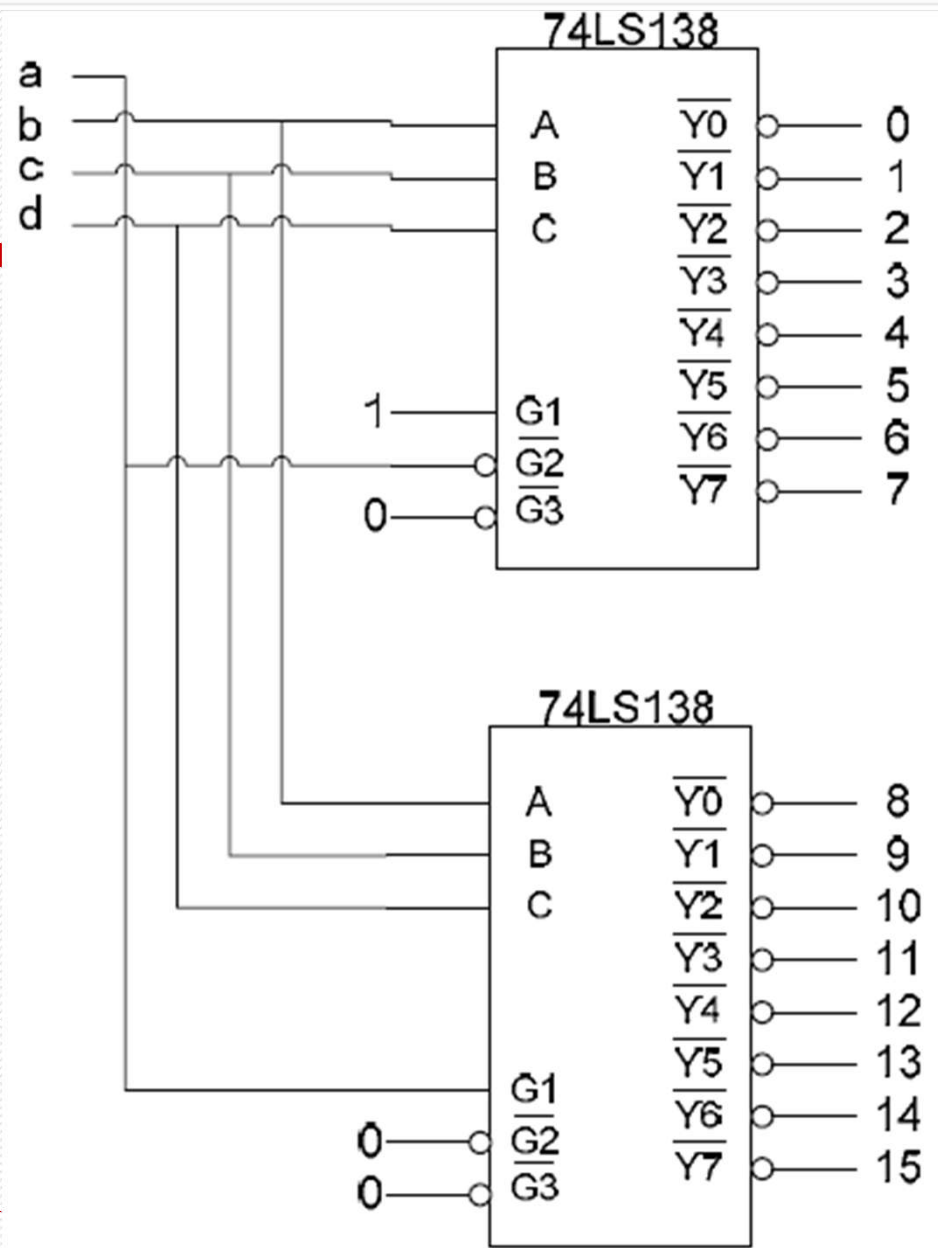 74LS138
a
b A Y0 0
c B Y1 1
d C Y2 2
Y3 3
Y4 4
Y5 5
1 G1 Y6 6
G2 Y7 7
0 G3
74LS138
A Y0 8
B Y1 9
C Y2 10
Y3 11
Y4 12
Y5 13
G1 Y6 14
0 G2 Y7 15
0 G3